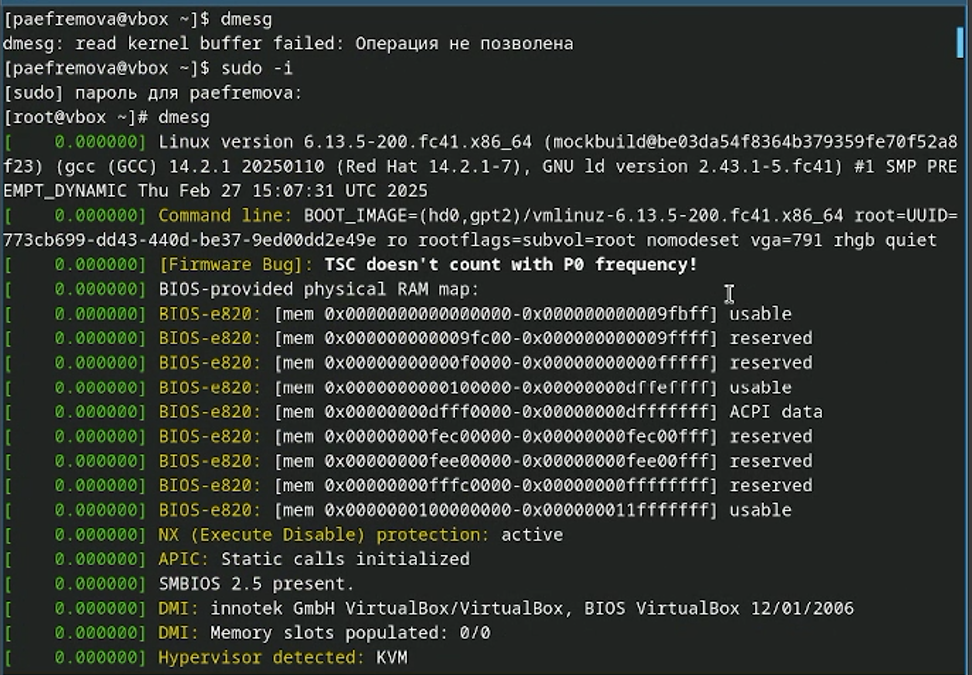 [paefremova@vbox ~]$ dmesg
dmesg: read kernel buffer failed: Операция не позволена
[paefremova@vbox ~]$ sudo -i
[sudo] пароль для paefremova:
[root@vbox ~]# dmesg
[    0.000000] Linux version 6.13.5-200.fc41.x86_64 (mockbuild@be03da54f8364b379359fe70f52a8
f23) (gcc (GCC) 14.2.1 20250110 (Red Hat 14.2.1-7), GNU ld version 2.43.1-5.fc41) #1 SMP PRE
EMPT_DYNAMIC Thu Feb 27 15:07:31 UTC 2025
[    0.000000] Command line: BOOT_IMAGE=(hd0,gpt2)/vmlinuz-6.13.5-200.fc41.x86_64 root=UUID=
773cb699-dd43-440d-be37-9ed00dd2e49e ro rootflags=subvol=root nomodeset vga=791 rhgb quiet
[    0.000000] [Firmware Bug]: TSC doesn't count with P0 frequency!
[    0.000000] BIOS-provided physical RAM map:
[    0.000000] BIOS-e820: [mem 0x0000000000000000-0x000000000009fbff] usable
[    0.000000] BIOS-e820: [mem 0x000000000009fc00-0x000000000009ffff] reserved
[    0.000000] BIOS-e820: [mem 0x00000000000f0000-0x00000000000fffff] reserved
[    0.000000] BIOS-e820: [mem 0x0000000000100000-0x00000000dffeffff] usable
[    0.000000] BIOS-e820: [mem 0x00000000dfff0000-0x00000000dfffffff] ACPI data
[    0.000000] BIOS-e820: [mem 0x00000000fec00000-0x00000000fec00fff] reserved
[    0.000000] BIOS-e820: [mem 0x00000000fee00000-0x00000000fee00fff] reserved
[    0.000000] BIOS-e820: [mem 0x00000000fffc0000-0x00000000ffffffff] reserved
[    0.000000] BIOS-e820: [mem 0x0000000100000000-0x000000011fffffff] usable
[    0.000000] NX (Execute Disable) protection: active
[    0.000000] APIC: Static calls initialized
[    0.000000] SMBIOS 2.5 present.
[    0.000000] DMI: innotek GmbH VirtualBox/VirtualBox, BIOS VirtualBox 12/01/2006
[    0.000000] DMI: Memory slots populated: 0/0
[    0.000000] Hypervisor detected: KVM